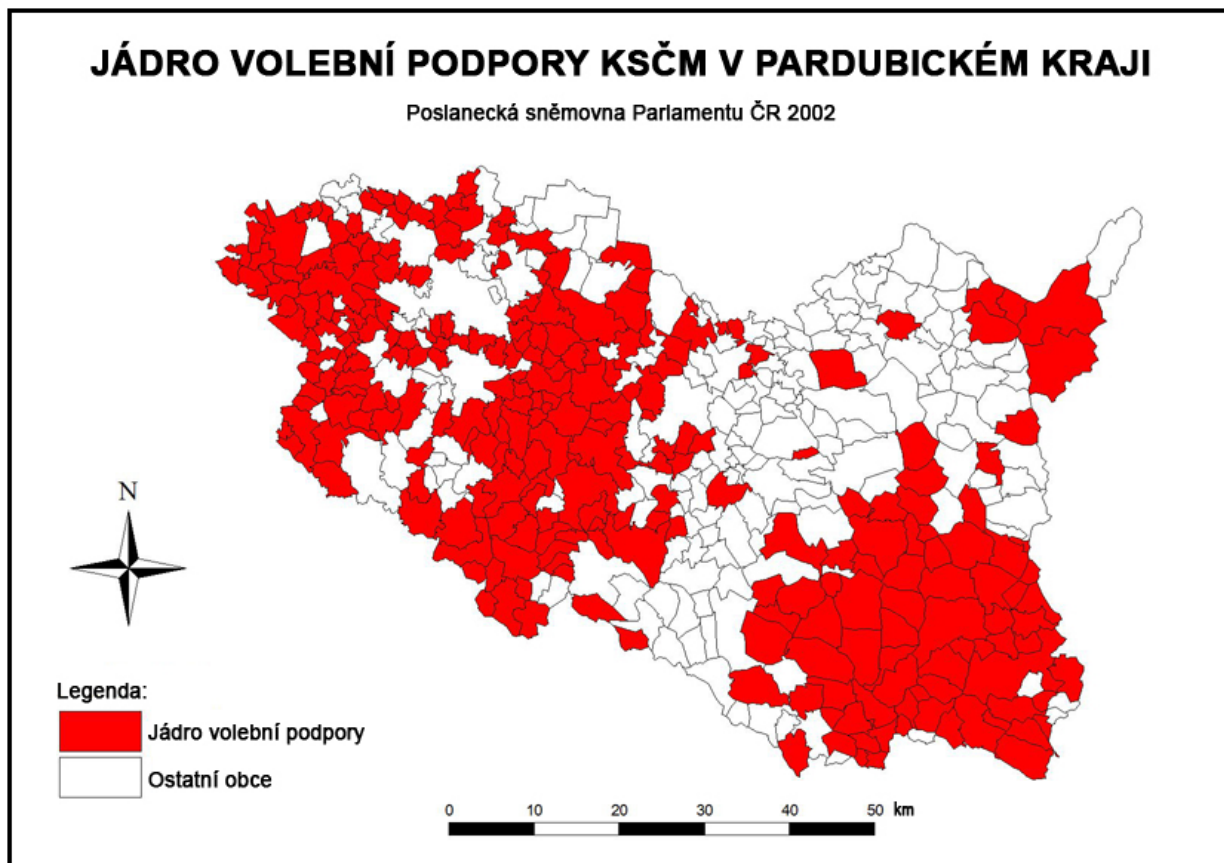 JÁDRO VOLEBNÍ PODPORY KSČM V PARDUBICKÉM KRAJI
Poslanecká sněmovna Parlamentu ČR 2002
N
Legenda:
Jádro volební podpory
Ostatní obce
0 10 20 30 40 50 km